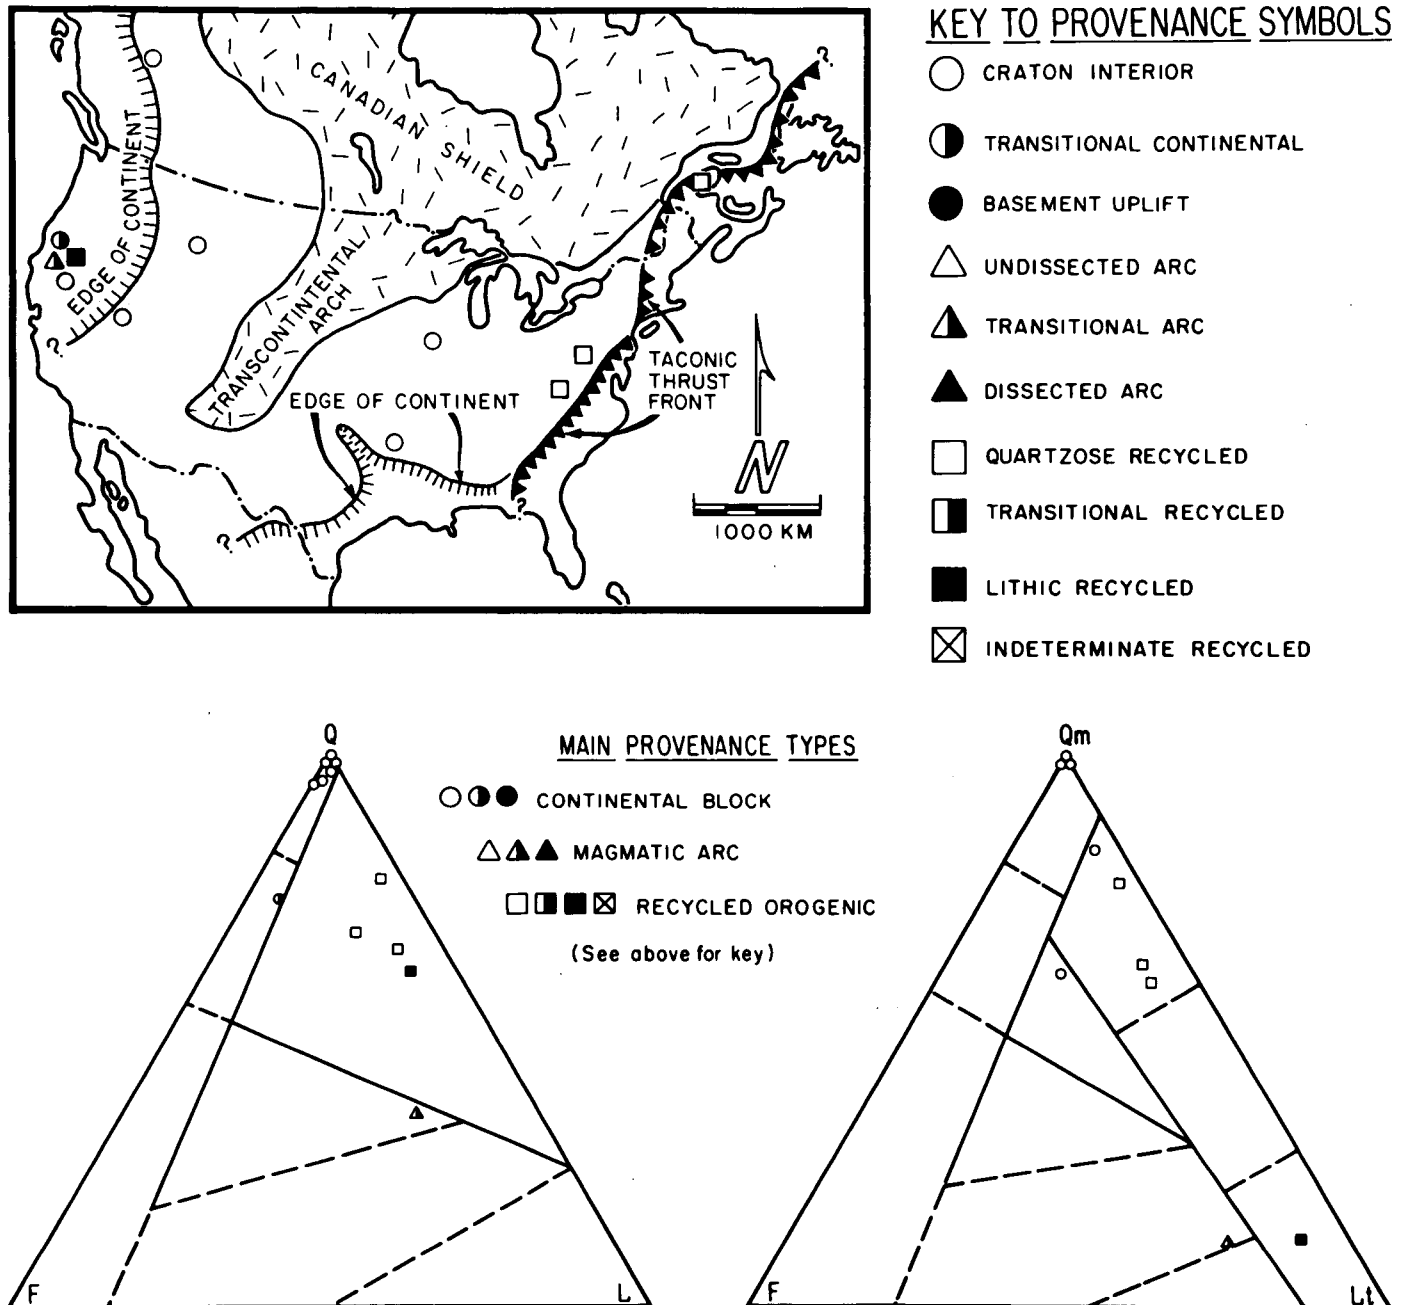 KEY TO PROVENANCE SYMBOLS
CRATON INTERIOR
TRANSITIONAL CONTINENTAL
BASEMENT UPLIFT
UNDISSECTED ARC
TRANSITIONAL ARC
DISSECTED ARC
QUARTZOSE RECYCLED
TRANSITIONAL RECYCLED
LITHIC RECYCLED
INDETERMINATE RECYCLED
CANADIAN SHIELD
EDGE OF CONTINENT
?
?
TRANSCONTINENTAL
ARCH
EDGE OF CONTINENT
TACONIC
THRUST
FRONT
?
?
N
1000 KM
Q
F
L
MAIN PROVENANCE TYPES
CONTINENTAL BLOCK
MAGMATIC ARC
RECYCLED OROGENIC
(See above for key)
Qm
F
Lt